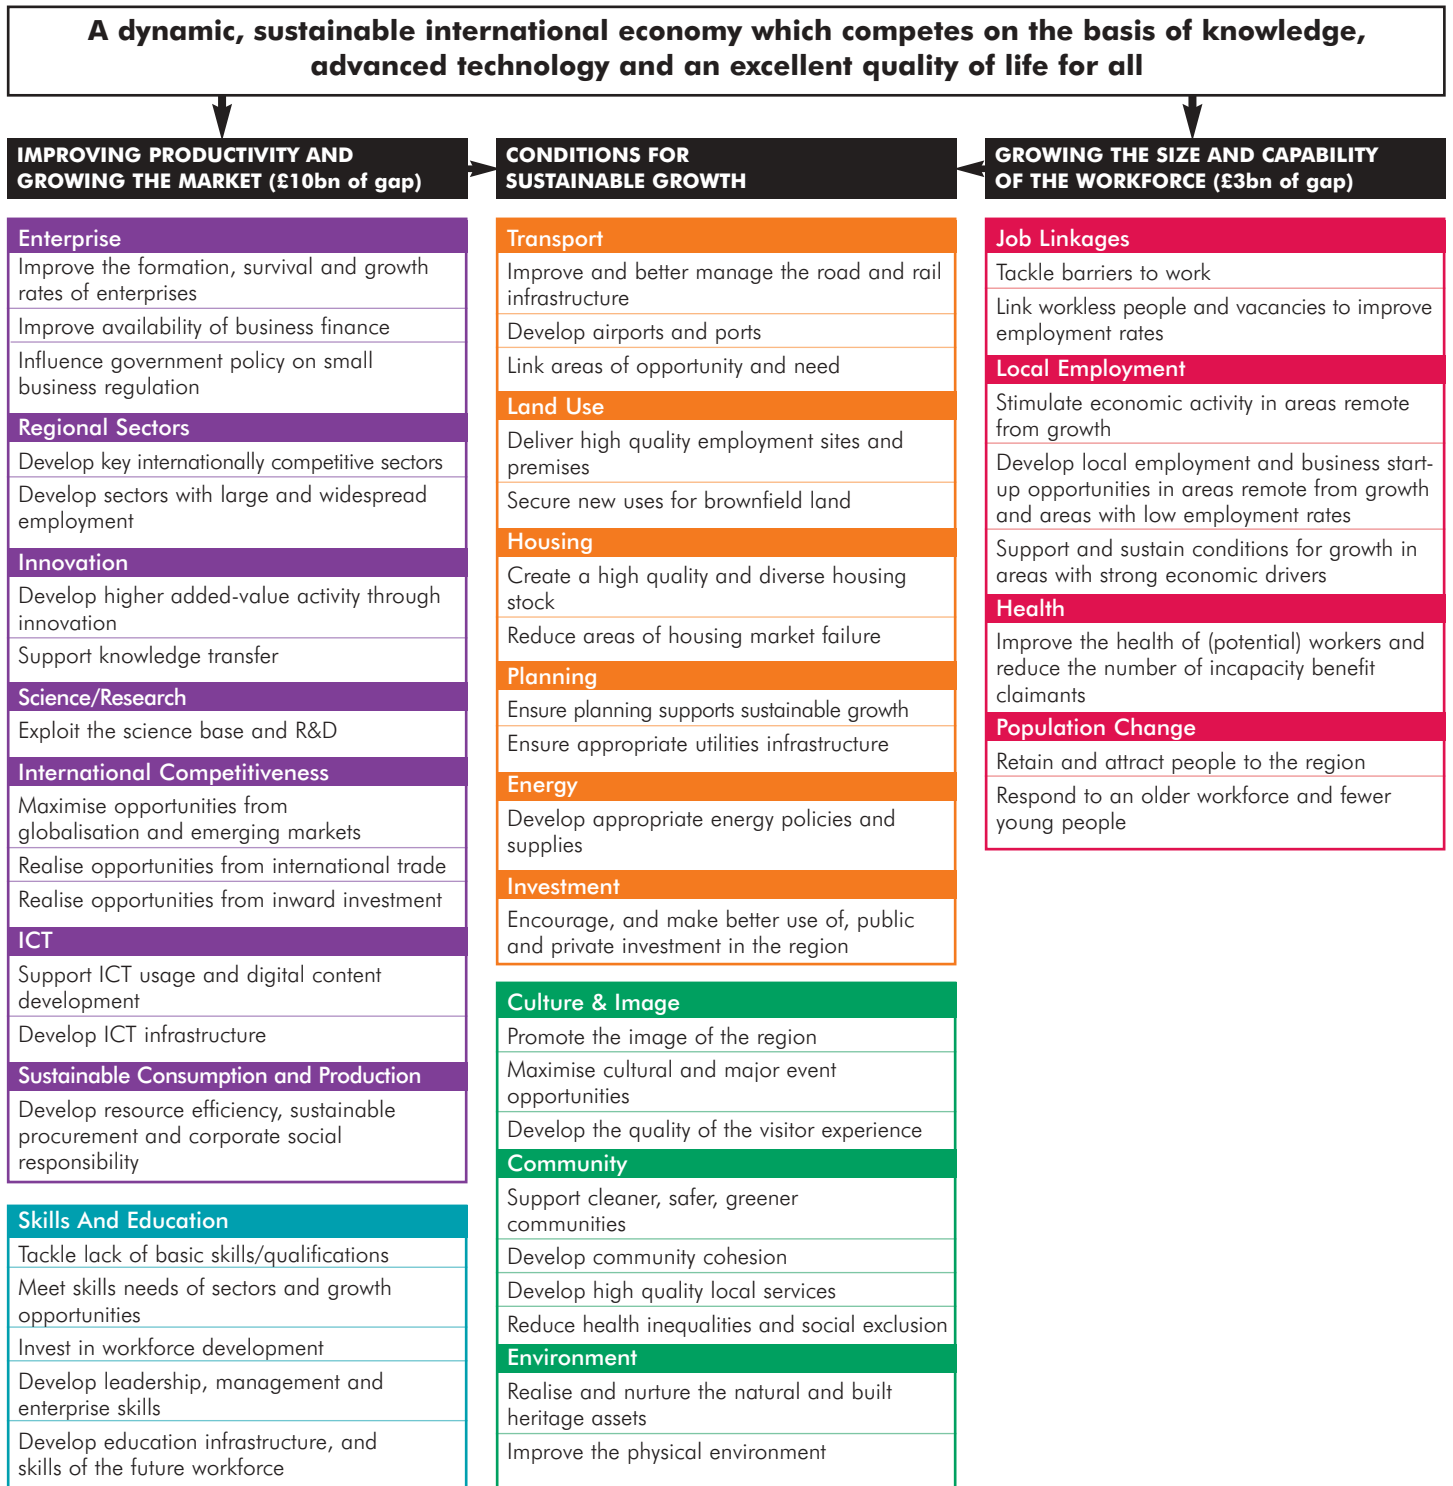 A dynamic, sustainable international economy which competes on the basis of knowledge,
advanced technology and an excellent quality of life for all
IMPROVING PRODUCTIVITY AND
GROWING THE MARKET (£10bn of gap)
Enterprise
Improve the formation, survival and growth
rates of enterprises
Improve availability of business finance
Influence government policy on small
business regulation
Regional Sectors
Develop key internationally competitive sectors
Develop sectors with large and widespread
employment
Innovation
Develop higher added-value activity through
innovation
Support knowledge transfer
Science/Research
Exploit the science base and R&D
International Competitiveness
Maximise opportunities from
globalisation and emerging markets
Realise opportunities from international trade
Realise opportunities from inward investment
ICT
Support ICT usage and digital content
development
Develop ICT infrastructure
Sustainable Consumption and Production
Develop resource efficiency, sustainable
procurement and corporate social
responsibility
Skills And Education
Tackle lack of basic skills/qualifications
Meet skills needs of sectors and growth
opportunities
Invest in workforce development
Develop leadership, management and
enterprise skills
Develop education infrastructure, and
skills of the future workforce
CONDITIONS FOR
SUSTAINABLE GROWTH
Transport
Improve and better manage the road and rail
infrastructure
Develop airports and ports
Link areas of opportunity and need
Land Use
Deliver high quality employment sites and
premises
Secure new uses for brownfield land
Housing
Create a high quality and diverse housing
stock
Reduce areas of housing market failure
Planning
Ensure planning supports sustainable growth
Ensure appropriate utilities infrastructure
Energy
Develop appropriate energy policies and
supplies
Investment
Encourage, and make better use of, public
and private investment in the region
Culture & Image
Promote the image of the region
Maximise cultural and major event
opportunities
Develop the quality of the visitor experience
Community
Support cleaner, safer, greener
communities
Develop community cohesion
Develop high quality local services
Reduce health inequalities and social exclusion
Environment
Realise and nurture the natural and built
heritage assets
Improve the physical environment
GROWING THE SIZE AND CAPABILITY
OF THE WORKFORCE (£3bn of gap)
Job Linkages
Tackle barriers to work
Link workless people and vacancies to improve
employment rates
Local Employment
Stimulate economic activity in areas remote
from growth
Develop local employment and business start-
up opportunities in areas remote from growth
and areas with low employment rates
Support and sustain conditions for growth in
areas with strong economic drivers
Health
Improve the health of (potential) workers and
reduce the number of incapacity benefit
claimants
Population Change
Retain and attract people to the region
Respond to an older workforce and fewer
young people